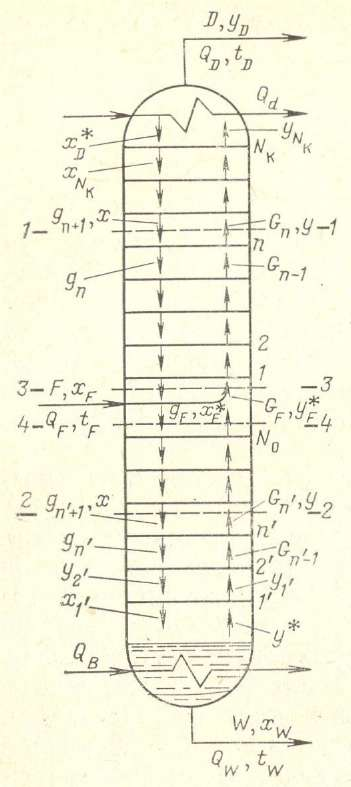 D, y_D
Q_D, t_D
Q_d
x_D*
y_{N_K}
x_{N_K}
N_K
1– g_{n+1}, x
G_n, y –1
n
g_n
G_{n-1}
2
1
3– F, x_F
–3
g_F, x_F*
G_F, y_F*
4– Q_F, t_F
–4
N_0
2 g_{n'+1}, x
G_{n'}, y –2
n'
g_{n'}
G_{n'-1}
y_{2'}
2'
y_{1'}
x_{1'}
1'
y*
Q_B
W, x_W
Q_W, t_W